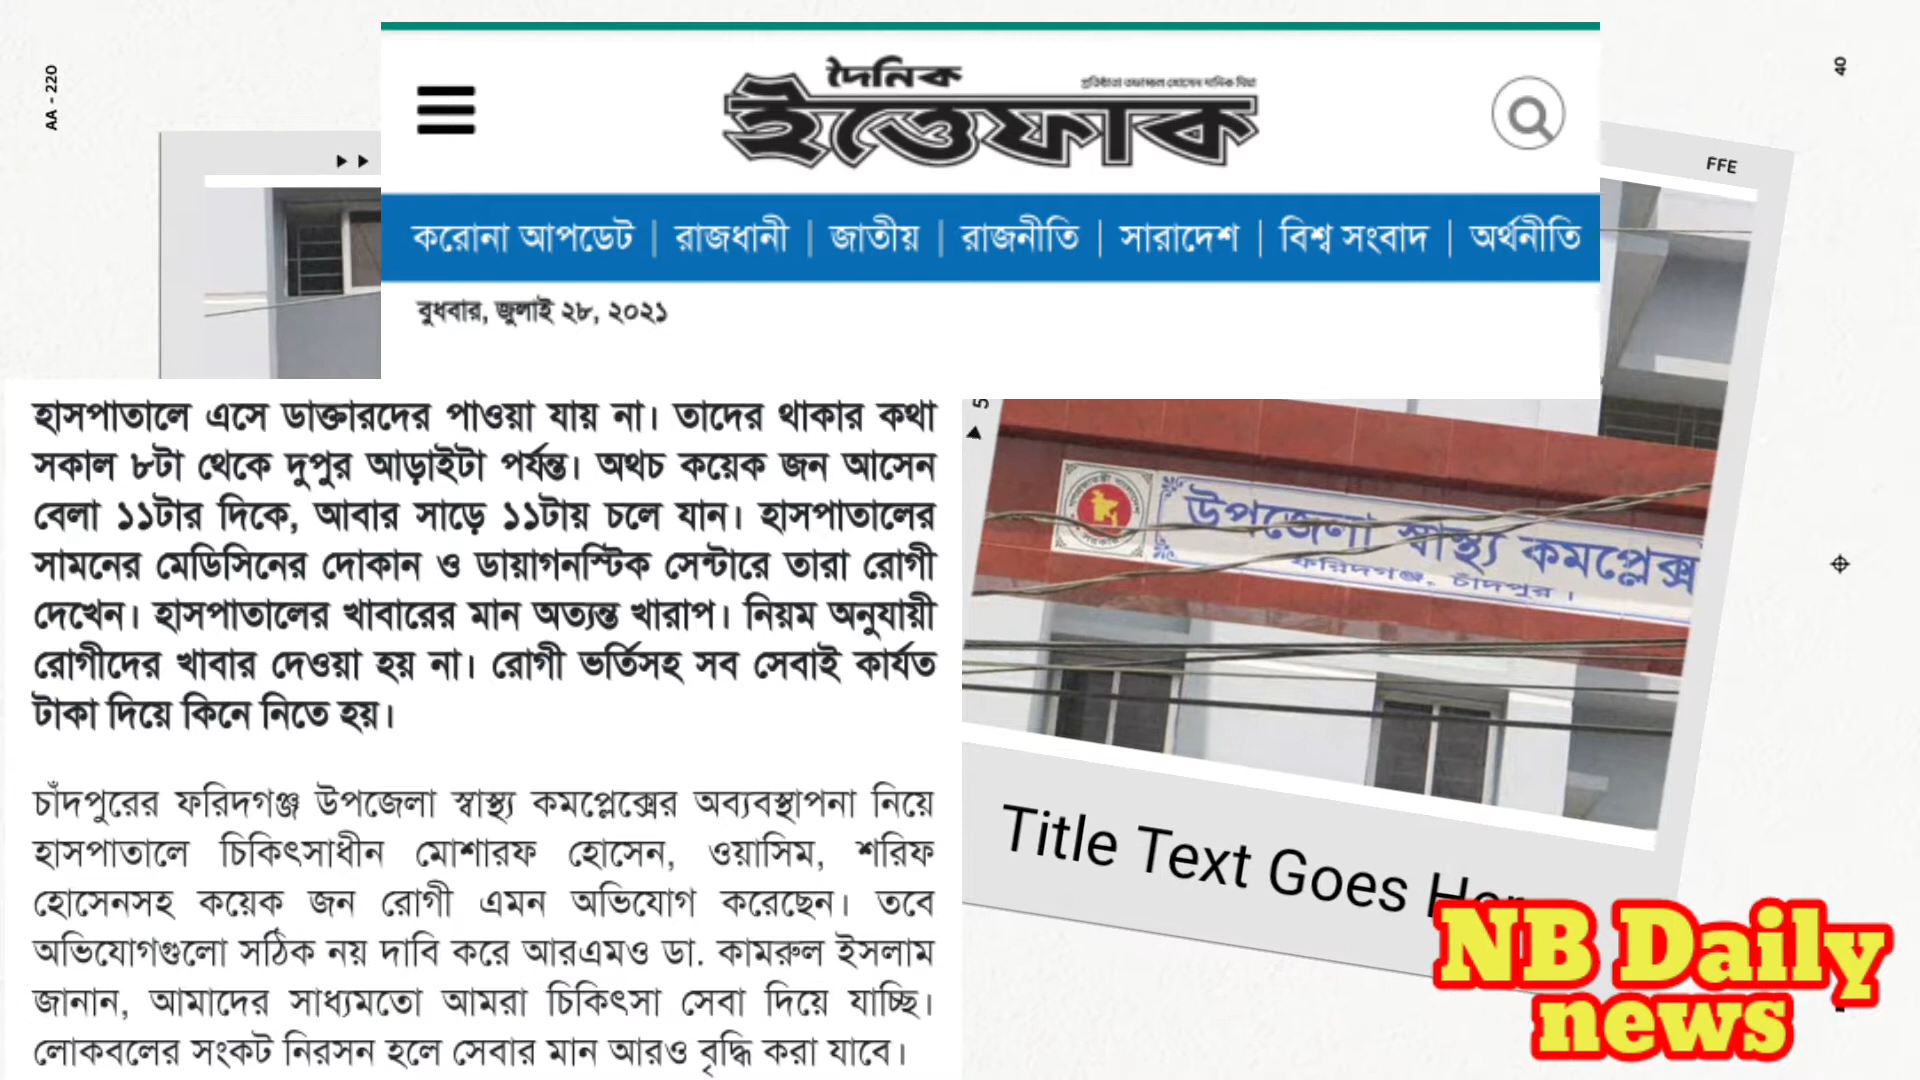 AA - 220
40
দৈনিক
ইত্তেফাক
FFE
করোনা আপডেট | রাজধানী | জাতীয় | রাজনীতি | সারাদেশ | বিশ্ব সংবাদ | অর্থনীতি
বুধবার, জুলাই ২৮, ২০২১
হাসপাতালে এসে ডাক্তারদের পাওয়া যায় না। তাদের থাকার কথা
সকাল ৮টা থেকে দুপুর আড়াইটা পর্যন্ত। অথচ কয়েক জন আসেন
বেলা ১১টার দিকে, আবার সাড়ে ১১টায় চলে যান। হাসপাতালের
সামনের মেডিসিনের দোকান ও ডায়াগনস্টিক সেন্টারে তারা রোগী
দেখেন। হাসপাতালের খাবারের মান অত্যন্ত খারাপ। নিয়ম অনুযায়ী
রোগীদের খাবার দেওয়া হয় না। রোগী ভর্তিসহ সব সেবাই কার্যত
টাকা দিয়ে কিনে নিতে হয়।
চাঁদপুরের ফরিদগঞ্জ উপজেলা স্বাস্থ্য কমপ্লেক্সের অব্যবস্থাপনা নিয়ে
হাসপাতালে চিকিৎসাধীন মোশারফ হোসেন, ওয়াসিম, শরিফ
হোসেনসহ কয়েক জন রোগী এমন অভিযোগ করেছেন। তবে
অভিযোগগুলো সঠিক নয় দাবি করে আরএমও ডা. কামরুল ইসলাম
জানান, আমাদের সাধ্যমতো আমরা চিকিৎসা সেবা দিয়ে যাচ্ছি।
লোকবলের সংকট নিরসন হলে সেবার মান আরও বৃদ্ধি করা যাবে।
5
উপজেলা স্বাস্থ্য কমপ্লেক্স
ফরিদগঞ্জ, চাঁদপুর।
Title Text Goes Her
NB Daily
news